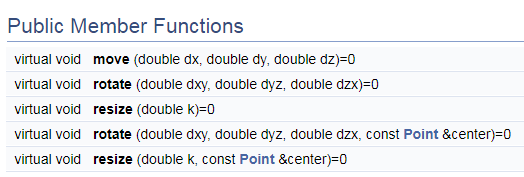 Public Member Functions
virtual void move (double dx, double dy, double dz)=0
virtual void rotate (double dxy, double dyz, double dzx)=0
virtual void resize (double k)=0
virtual void rotate (double dxy, double dyz, double dzx, const Point &center)=0
virtual void resize (double k, const Point &center)=0